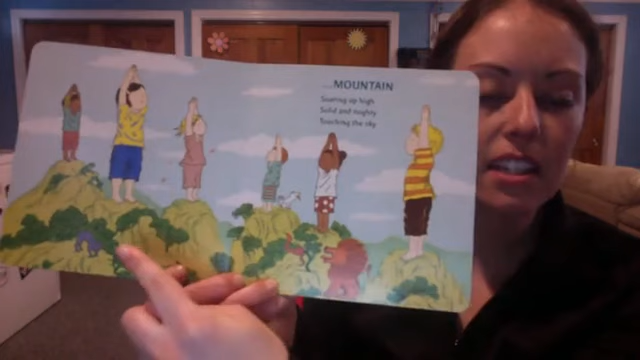 ...MOUNTAIN
Soaring up high
Solid and mighty
Touching the sky